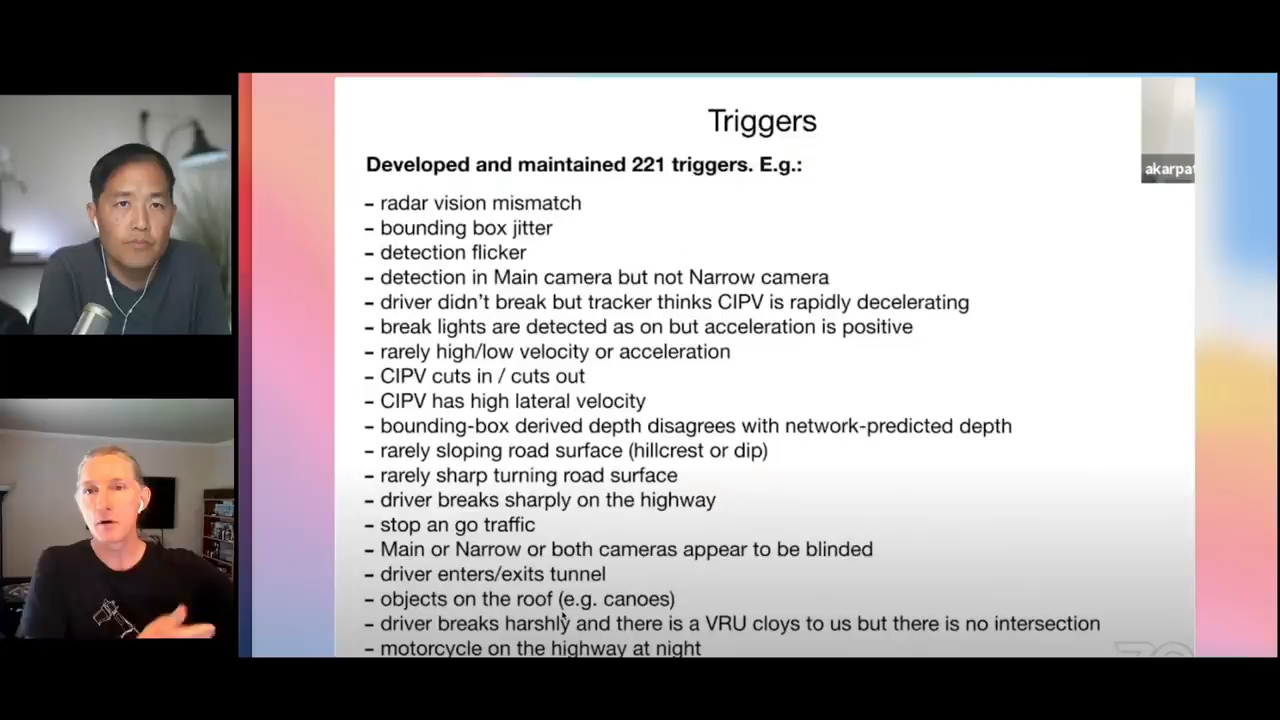 Triggers
akarpat
Developed and maintained 221 triggers. E.g.:
– radar vision mismatch
– bounding box jitter
– detection flicker
– detection in Main camera but not Narrow camera
– driver didn't break but tracker thinks CIPV is rapidly decelerating
– break lights are detected as on but acceleration is positive
– rarely high/low velocity or acceleration
– CIPV cuts in / cuts out
– CIPV has high lateral velocity
– bounding-box derived depth disagrees with network-predicted depth
– rarely sloping road surface (hillcrest or dip)
– rarely sharp turning road surface
– driver breaks sharply on the highway
– stop an go traffic
– Main or Narrow or both cameras appear to be blinded
– driver enters/exits tunnel
– objects on the roof (e.g. canoes)
– driver breaks harshly and there is a VRU cloys to us but there is no intersection
– motorcycle on the highway at night